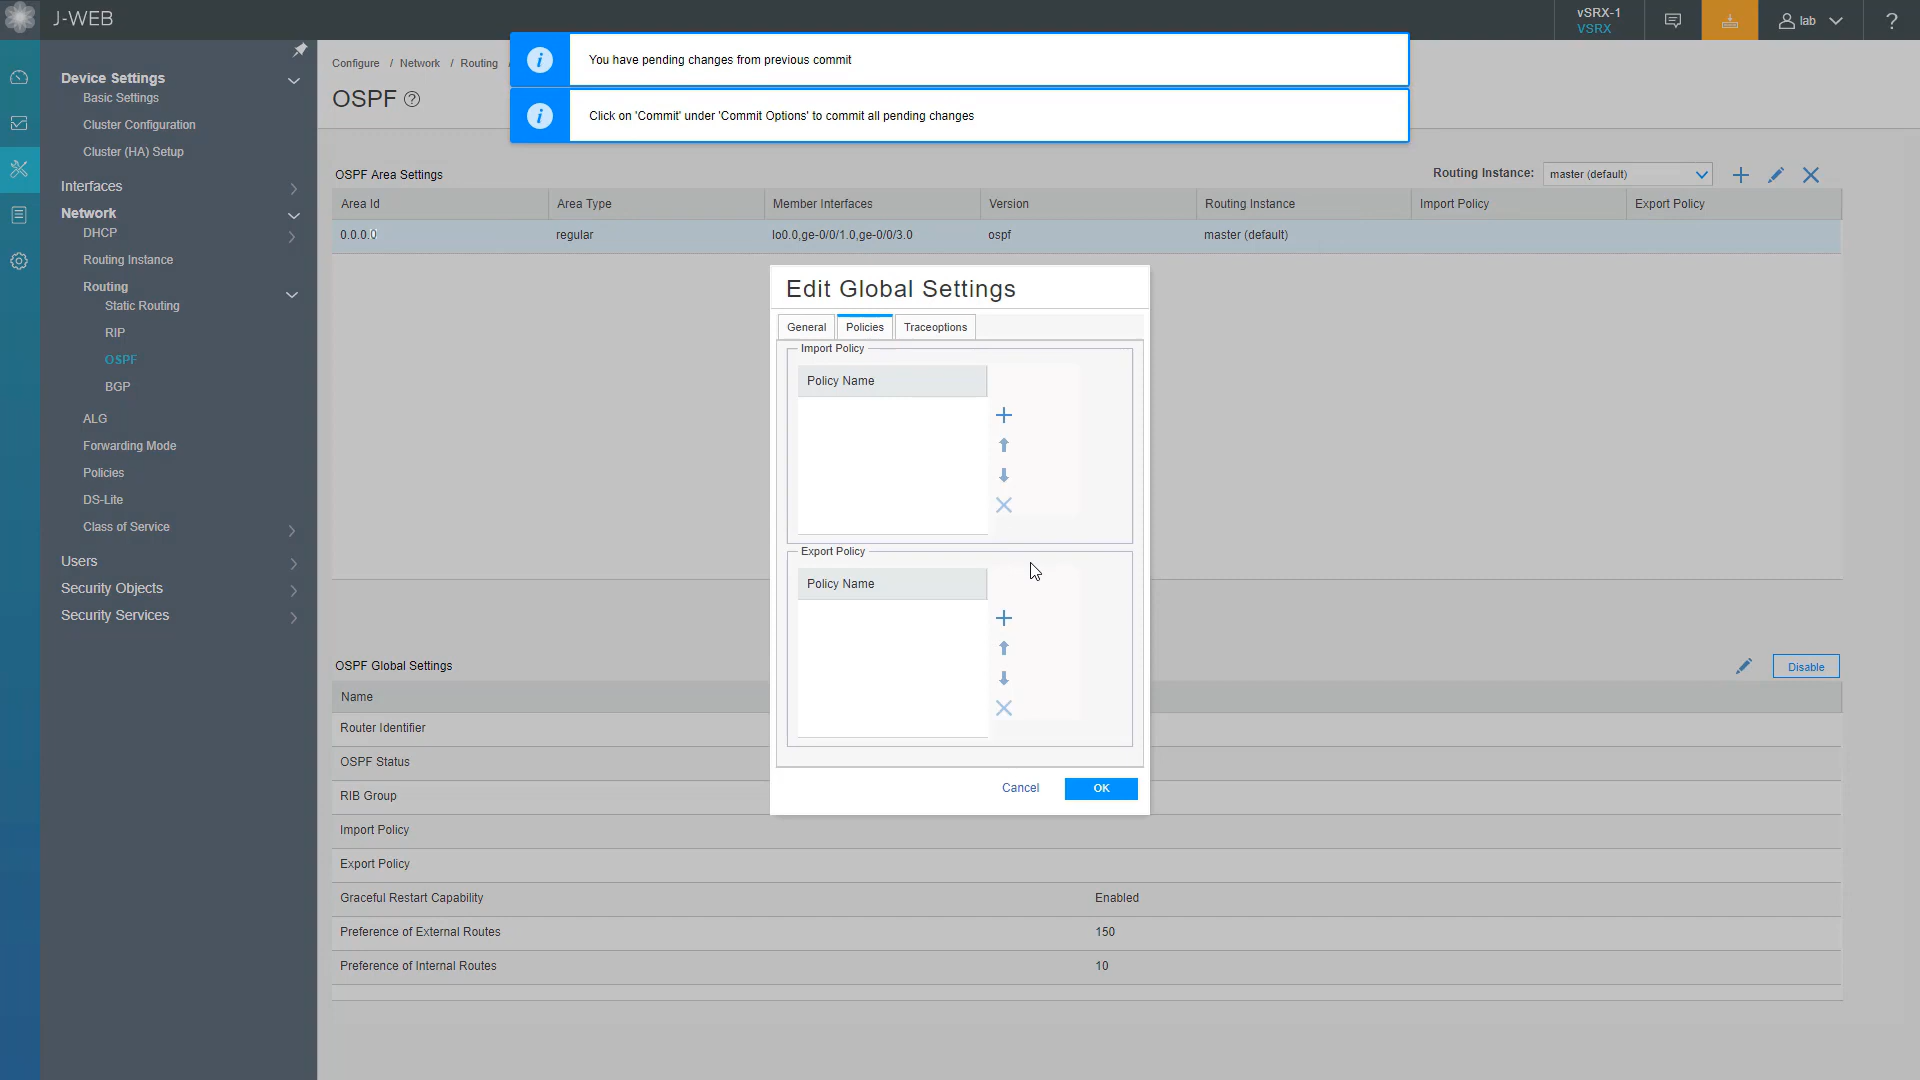 J-WEB
vSRX-1
VSRX
lab
?
Device Settings
Basic Settings
Cluster Configuration
Cluster (HA) Setup
Interfaces
Network
DHCP
Routing Instance
Routing
Static Routing
RIP
OSPF
BGP
ALG
Forwarding Mode
Policies
DS-Lite
Class of Service
Users
Security Objects
Security Services
Configure / Network / Routing /
i You have pending changes from previous commit
i Click on 'Commit' under 'Commit Options' to commit all pending changes
OSPF ?
OSPF Area Settings
Routing Instance: master (default)
Area Id Area Type Member Interfaces Version Routing Instance Import Policy Export Policy
0.0.0.0 regular lo0.0,ge-0/0/1.0,ge-0/0/3.0 ospf master (default)
Edit Global Settings
General Policies Traceoptions
Import Policy
Policy Name
Export Policy
Policy Name
Cancel OK
OSPF Global Settings
Disable
Name
Router Identifier
OSPF Status
RIB Group
Import Policy
Export Policy
Graceful Restart Capability Enabled
Preference of External Routes 150
Preference of Internal Routes 10